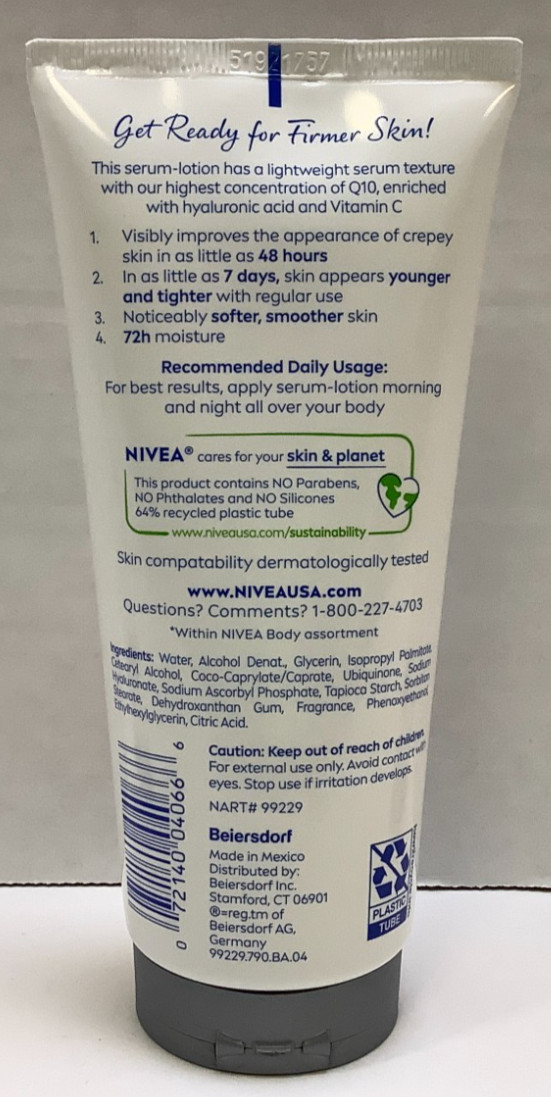 51921757
Get Ready for Firmer Skin!
This serum-lotion has a lightweight serum texture
with our highest concentration of Q10, enriched
with hyaluronic acid and Vitamin C
1. Visibly improves the appearance of crepey
skin in as little as 48 hours
2. In as little as 7 days, skin appears younger
and tighter with regular use
3. Noticeably softer, smoother skin
4. 72h moisture
Recommended Daily Usage:
For best results, apply serum-lotion morning
and night all over your body
NIVEA® cares for your skin & planet
This product contains NO Parabens,
NO Phthalates and NO Silicones
64% recycled plastic tube
www.niveausa.com/sustainability
Skin compatability dermatologically tested
www.NIVEAUSA.com
Questions? Comments? 1-800-227-4703
*Within NIVEA Body assortment
Ingredients: Water, Alcohol Denat., Glycerin, Isopropyl Palmitate,
Cetearyl Alcohol, Coco-Caprylate/Caprate, Ubiquinone, Sodium
Hyaluronate, Sodium Ascorbyl Phosphate, Tapioca Starch, Sorbitan
Stearate, Dehydroxanthan Gum, Fragrance, Phenoxyethanol,
Ethylhexylglycerin, Citric Acid.
Caution: Keep out of reach of children.
For external use only. Avoid contact with
eyes. Stop use if irritation develops.
NART# 99229
Beiersdorf
Made in Mexico
Distributed by:
Beiersdorf Inc.
Stamford, CT 06901
®=reg.tm of
Beiersdorf AG,
Germany
99229.790.BA.04
0 72140 04066 6
PLASTIC
TUBE